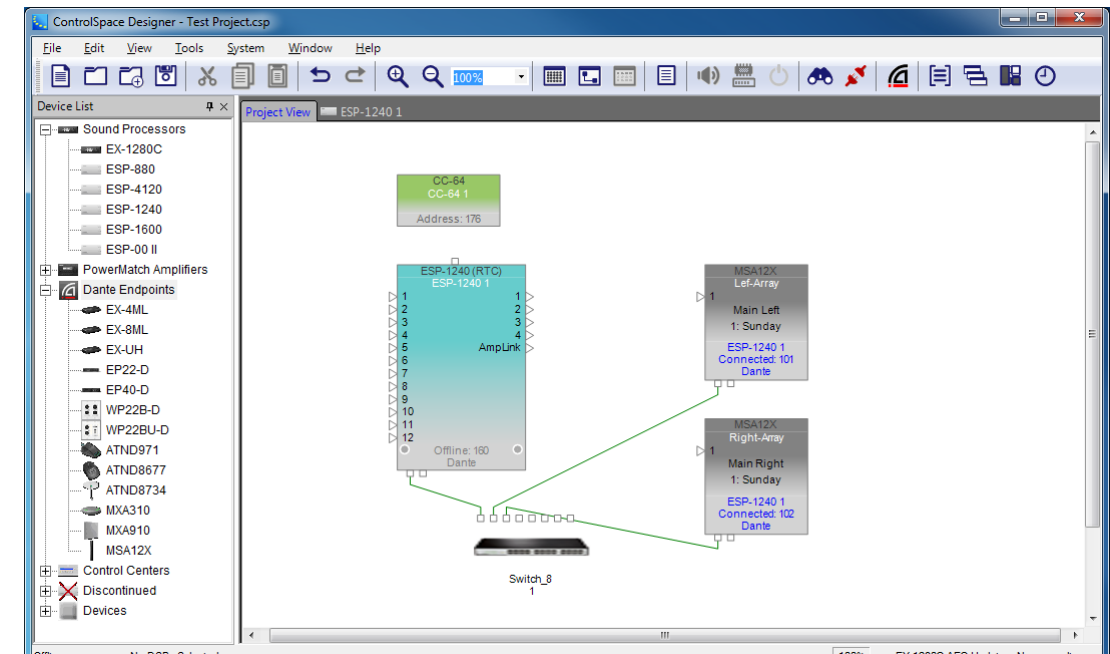 ControlSpace Designer - Test Project.csp
File Edit View Tools System Window Help
100%
Device List
Project View ESP-1240 1
Sound Processors
EX-1280C
ESP-880
ESP-4120
ESP-1240
ESP-1600
ESP-00 II
PowerMatch Amplifiers
Dante Endpoints
EX-4ML
EX-8ML
EX-UH
EP22-D
EP40-D
WP22B-D
WP22BU-D
ATND971
ATND8677
ATND8734
MXA310
MXA910
MSA12X
Control Centers
Discontinued
Devices
CC-64
CC-64 1
Address: 176
ESP-1240 (RTC)
ESP-1240 1
1 1
2 2
3 3
4 4
5 AmpLink
6
7
8
9
10
11
12
Offline: 160
Dante
MSA12X
Lef-Array
1
Main Left
1: Sunday
ESP-1240 1
Connected: 101
Dante
MSA12X
Right-Array
1
Main Right
1: Sunday
ESP-1240 1
Connected: 102
Dante
Switch_8
1